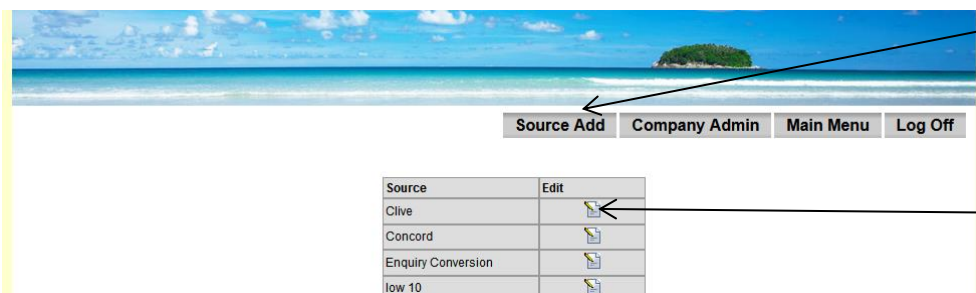 Source Add Company Admin Main Menu Log Off
Source Edit
Clive
Concord
Enquiry Conversion
low 10